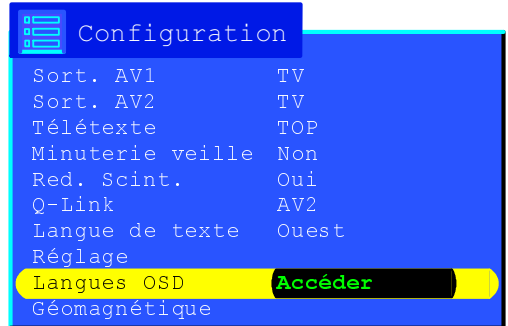 Configuration
Sort. AV1 TV
Sort. AV2 TV
Télétexte TOP
Minuterie veille Non
Red. Scint. Oui
Q-Link AV2
Langue de texte Ouest
Réglage
Langues OSD Accéder
Géomagnétique